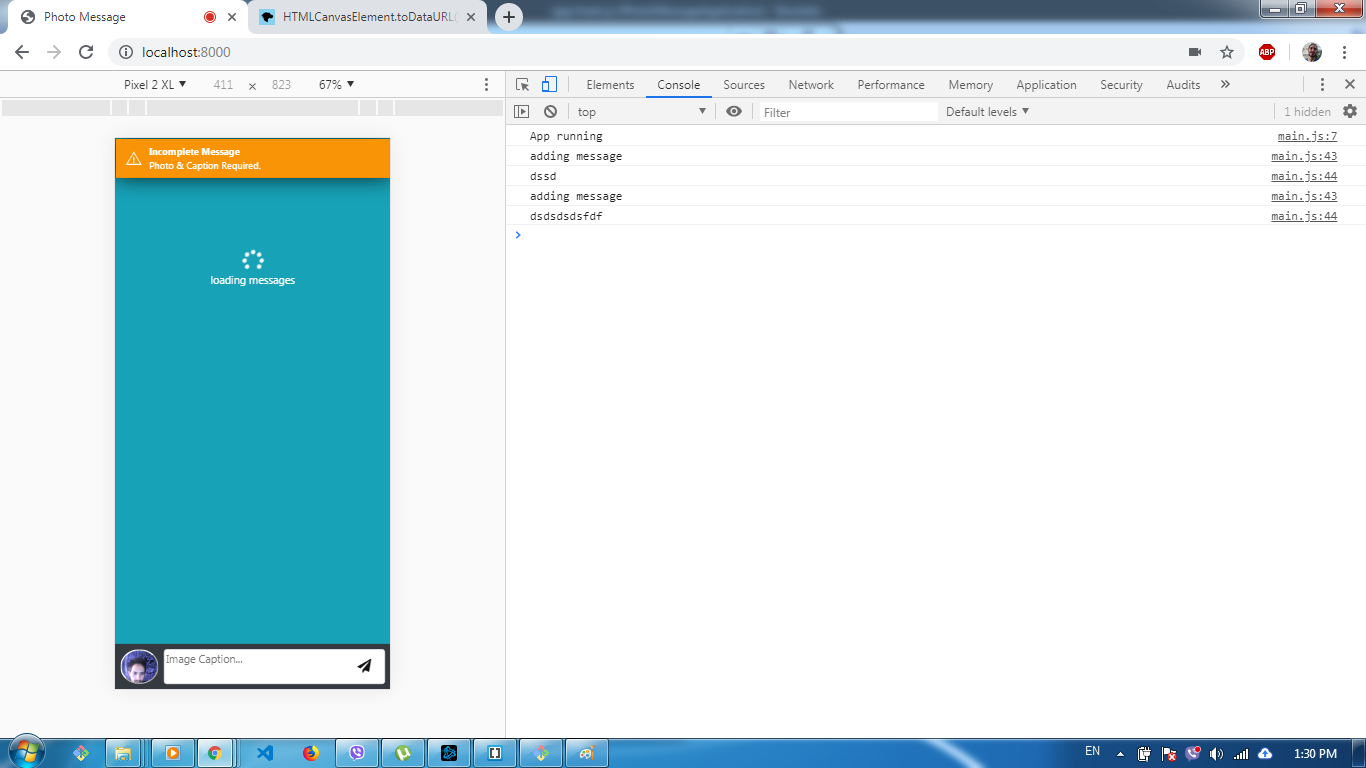 Photo Message
HTMLCanvasElement.toDataURL(
localhost:8000
ABP
Pixel 2 XL 411 × 823 67%
Elements Console Sources Network Performance Memory Application Security Audits
top Filter Default levels 1 hidden
App running main.js:7
adding message main.js:43
dssd main.js:44
adding message main.js:43
dsdsdsdsfdf main.js:44
Incomplete Message
Photo & Caption Required.
loading messages
Image Caption...
EN 1:30 PM